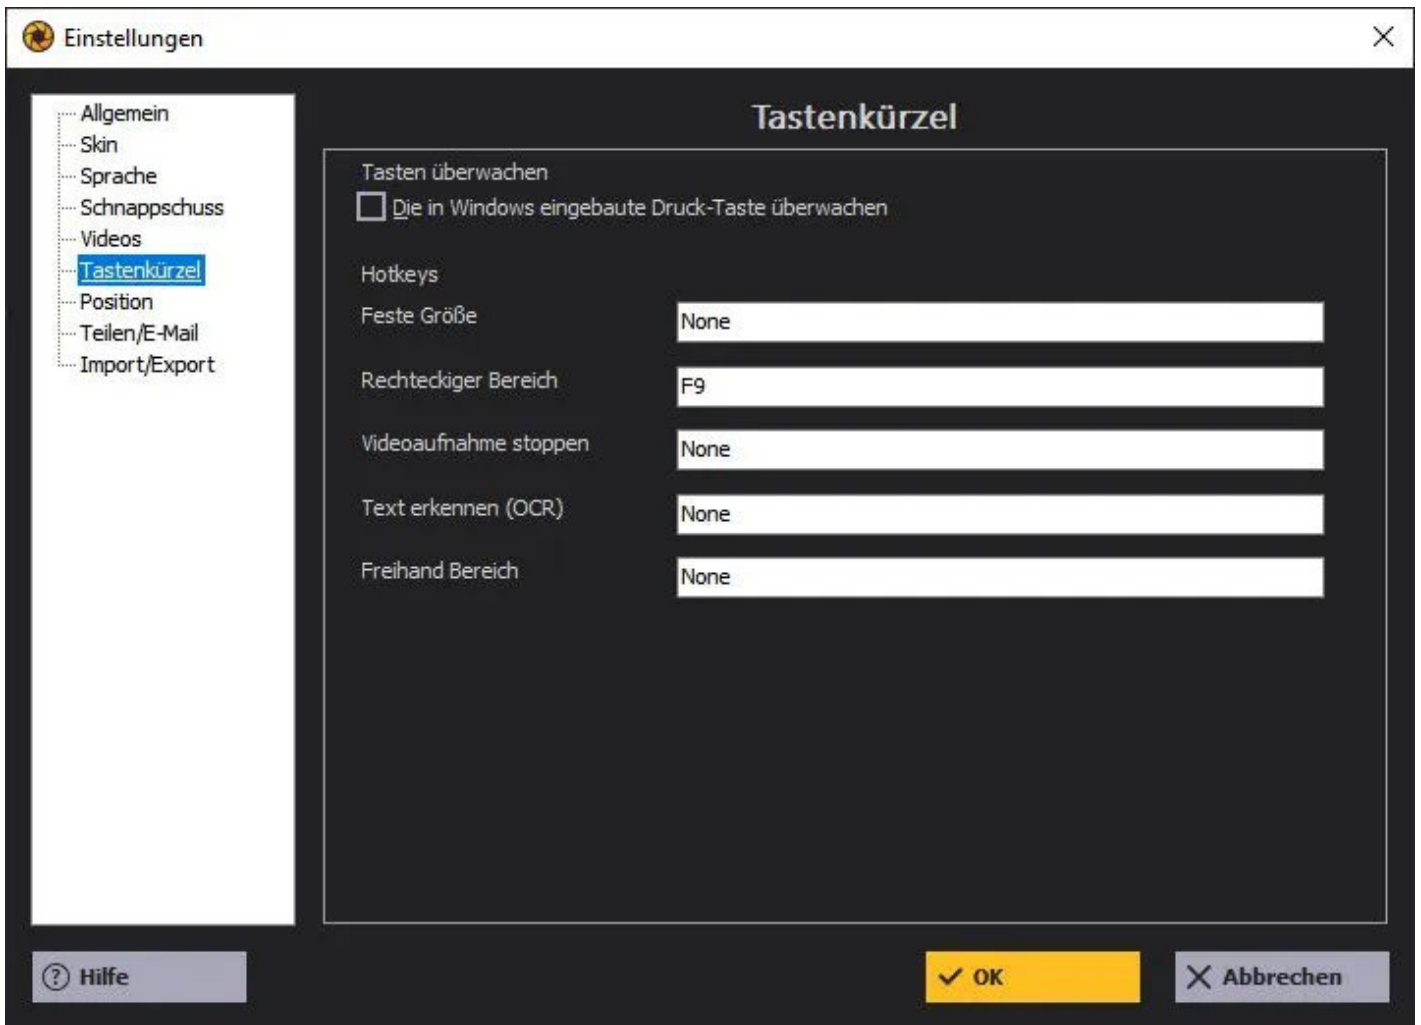 Einstellungen
Allgemein
Skin
Sprache
Schnappschuss
Videos
Tastenkürzel
Position
Teilen/E-Mail
Import/Export
Tastenkürzel
Tasten überwachen
Die in Windows eingebaute Druck-Taste überwachen
Hotkeys
Feste Größe None
Rechteckiger Bereich F9
Videoaufnahme stoppen None
Text erkennen (OCR) None
Freihand Bereich None
? Hilfe
OK
Abbrechen